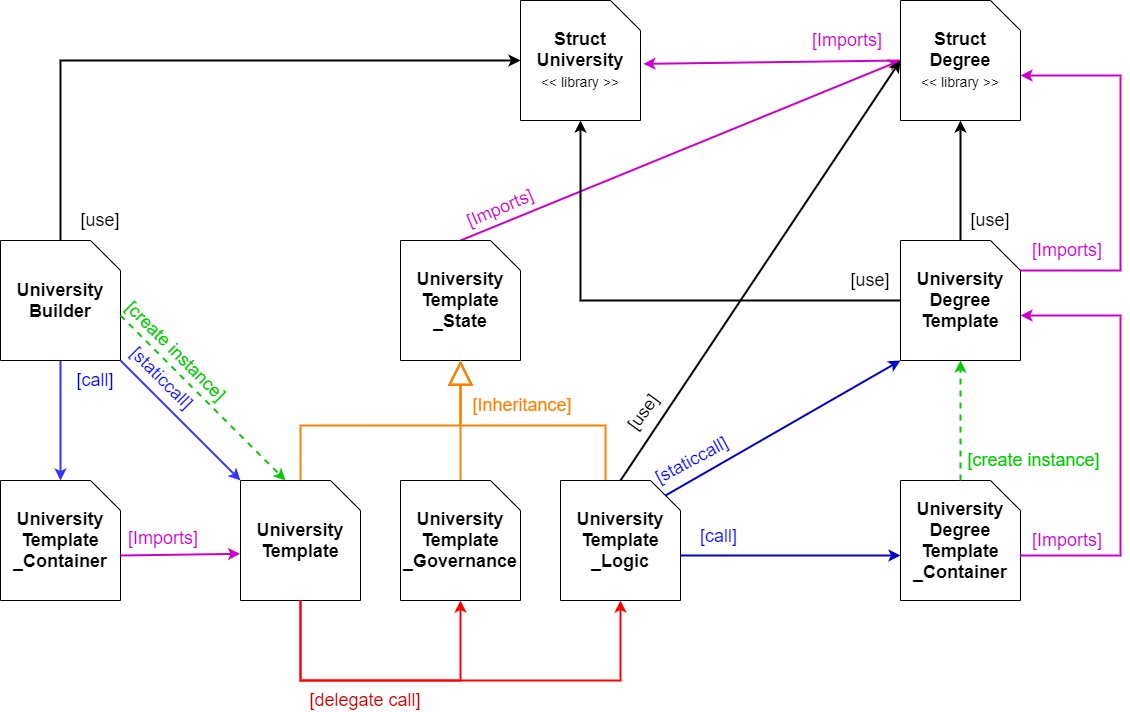 Struct
University
<< library >>
[Imports]
Struct
Degree
<< library >>
[use]
[Imports]
[use]
[Imports]
University
Builder
University
Template
_State
[use]
University
Degree
Template
[create instance]
[staticcall]
[call]
[Inheritance]
[use]
[staticcall]
[create instance]
University
Template
_Container
[Imports]
University
Template
University
Template
_Governance
University
Template
_Logic
[call]
University
Degree
Template
_Container
[Imports]
[delegate call]